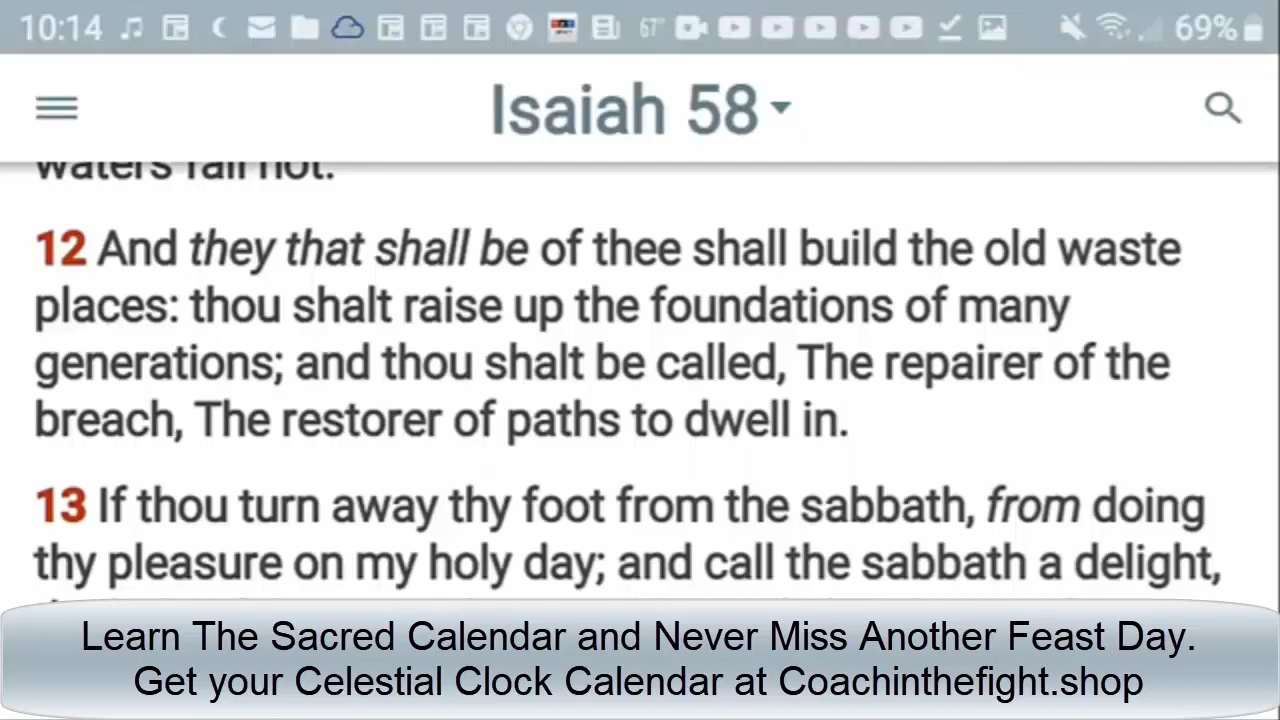 10:14 67° 69%
Isaiah 58
waters fail not.
12 And they that shall be of thee shall build the old waste
places: thou shalt raise up the foundations of many
generations; and thou shalt be called, The repairer of the
breach, The restorer of paths to dwell in.
13 If thou turn away thy foot from the sabbath, from doing
thy pleasure on my holy day; and call the sabbath a delight,
Learn The Sacred Calendar and Never Miss Another Feast Day.
Get your Celestial Clock Calendar at Coachinthefight.shop